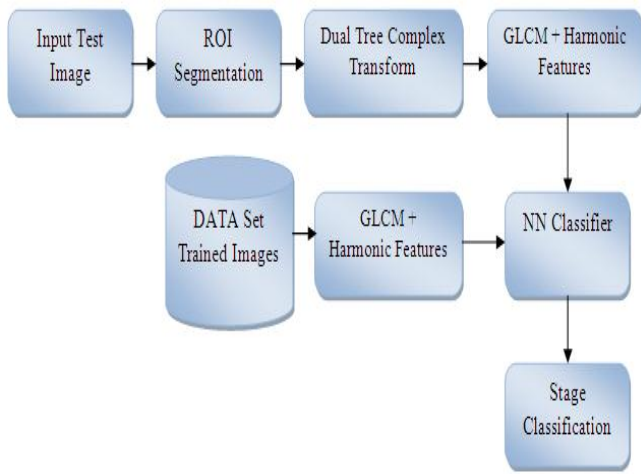 Input Test
Image
ROI
Segmentation
Dual Tree Complex
Transform
GLCM + Harmonic
Features
DATA Set
Trained Images
GLCM +
Harmonic Features
NN Classifier
Stage
Classification